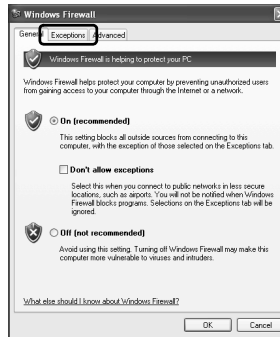 Windows Firewall
General Exceptions Advanced
Windows Firewall is helping to protect your PC
Windows Firewall helps protect your computer by preventing unauthorized users
from gaining access to your computer through the Internet or a network.
On (recommended)
This setting blocks all outside sources from connecting to this
computer, with the exception of those selected on the Exceptions tab.
Don't allow exceptions
Select this when you connect to public networks in less secure
locations, such as airports. You will not be notified when Windows
Firewall blocks programs. Selections on the Exceptions tab will be
ignored.
Off (not recommended)
Avoid using this setting. Turning off Windows Firewall may make this
computer more vulnerable to viruses and intruders.
What else should I know about Windows Firewall?
OK Cancel